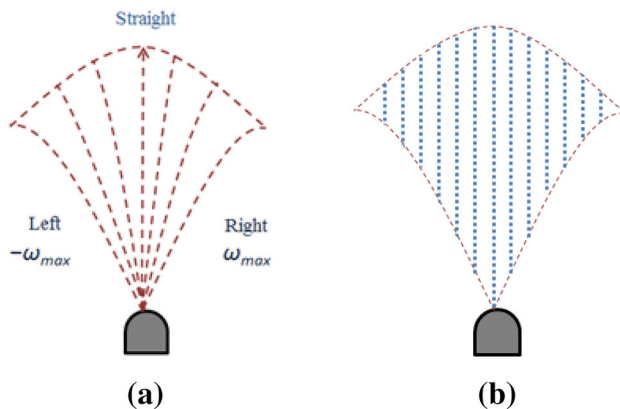 Straight
Left
-ω_max
Right
ω_max
(a)
(b)